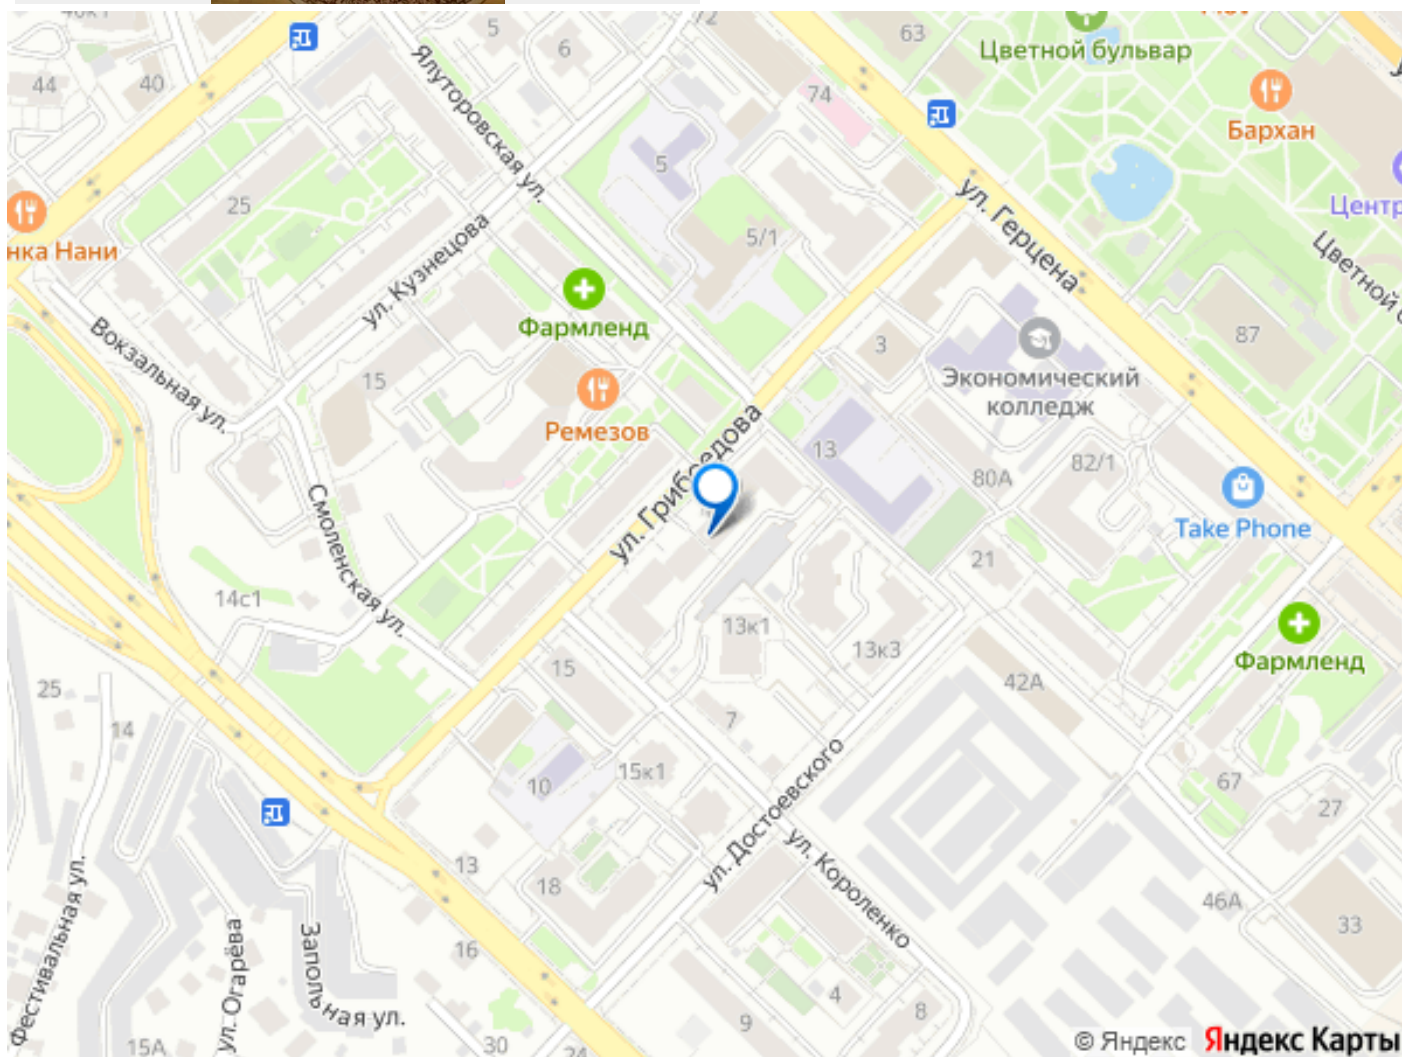 5
6
72
63
Цветной бульвар
44
40
Ялуторовская ул.
74
Бархан
5
25
ул. Герцена
Центр
нка Нани
ул. Кузнецова
5/1
Цветной
Фармленд
Вокзальная ул.
3
87
15
Экономический
колледж
Ремезов
ул. Грибоедова
13
82/1
80А
Take Phone
Смоленская ул.
21
14с1
13к1
13к3
Фармленд
25
14
15
42А
7
15к1
10
67
27
ул. Достоевского
13
18
ул. Короленко
46А
33
Фестивальная ул.
ул. Огарёва
Запольная ул.
16
4
8
9
15А
30
24
© Яндекс Яндекс Карты